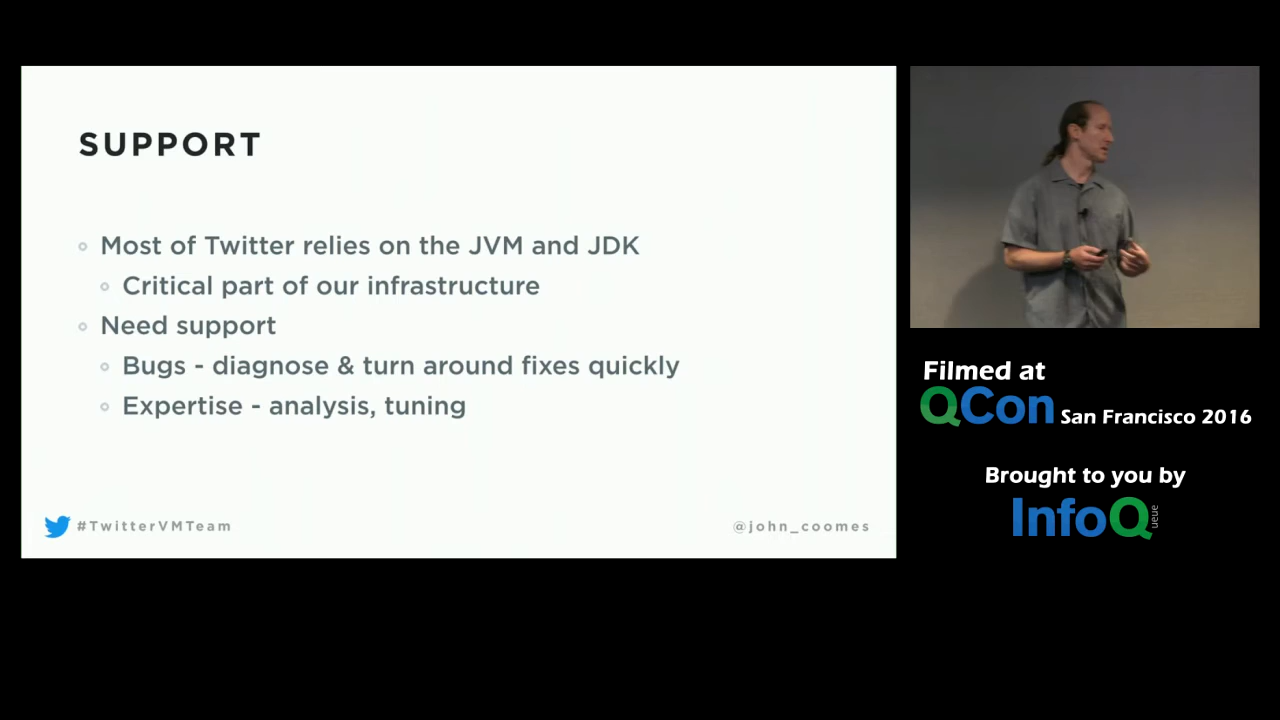 SUPPORT
Most of Twitter relies on the JVM and JDK
Critical part of our infrastructure
Need support
Bugs - diagnose & turn around fixes quickly
Expertise - analysis, tuning
#TwitterVMTeam
@john_coomes
Filmed at
QCon San Francisco 2016
Brought to you by
InfoQ
ueue